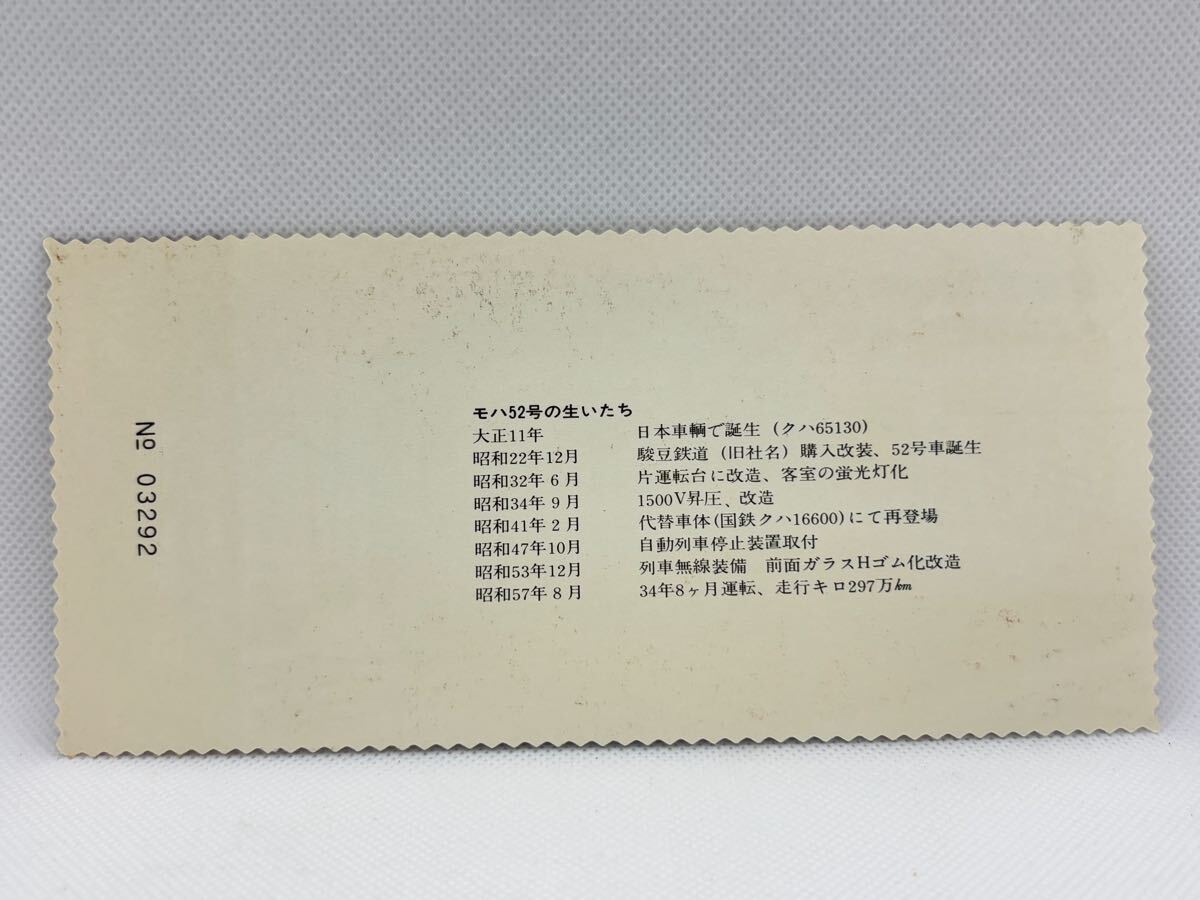 モハ52号の生いたち
大正11年 日本車輌で誕生（クハ65130）
昭和22年12月 駿豆鉄道（旧社名）購入改装、52号車誕生
昭和32年6月 片運転台に改造、客室の蛍光灯化
昭和34年9月 1500V昇圧、改造
昭和41年2月 代替車体(国鉄クハ16600)にて再登場
昭和47年10月 自動列車停止装置取付
昭和53年12月 列車無線装備 前面ガラスHゴム化改造
昭和57年8月 34年8ヶ月運転、走行キロ297万km
№ 03292